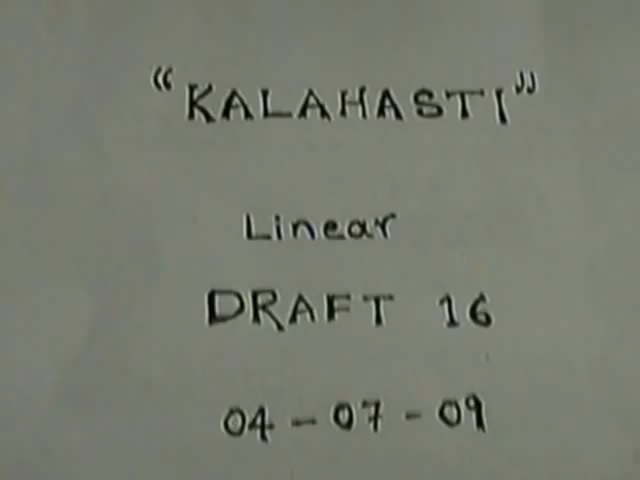 “KALAHASTI”
Linear
DRAFT 16
04 - 07 - 09